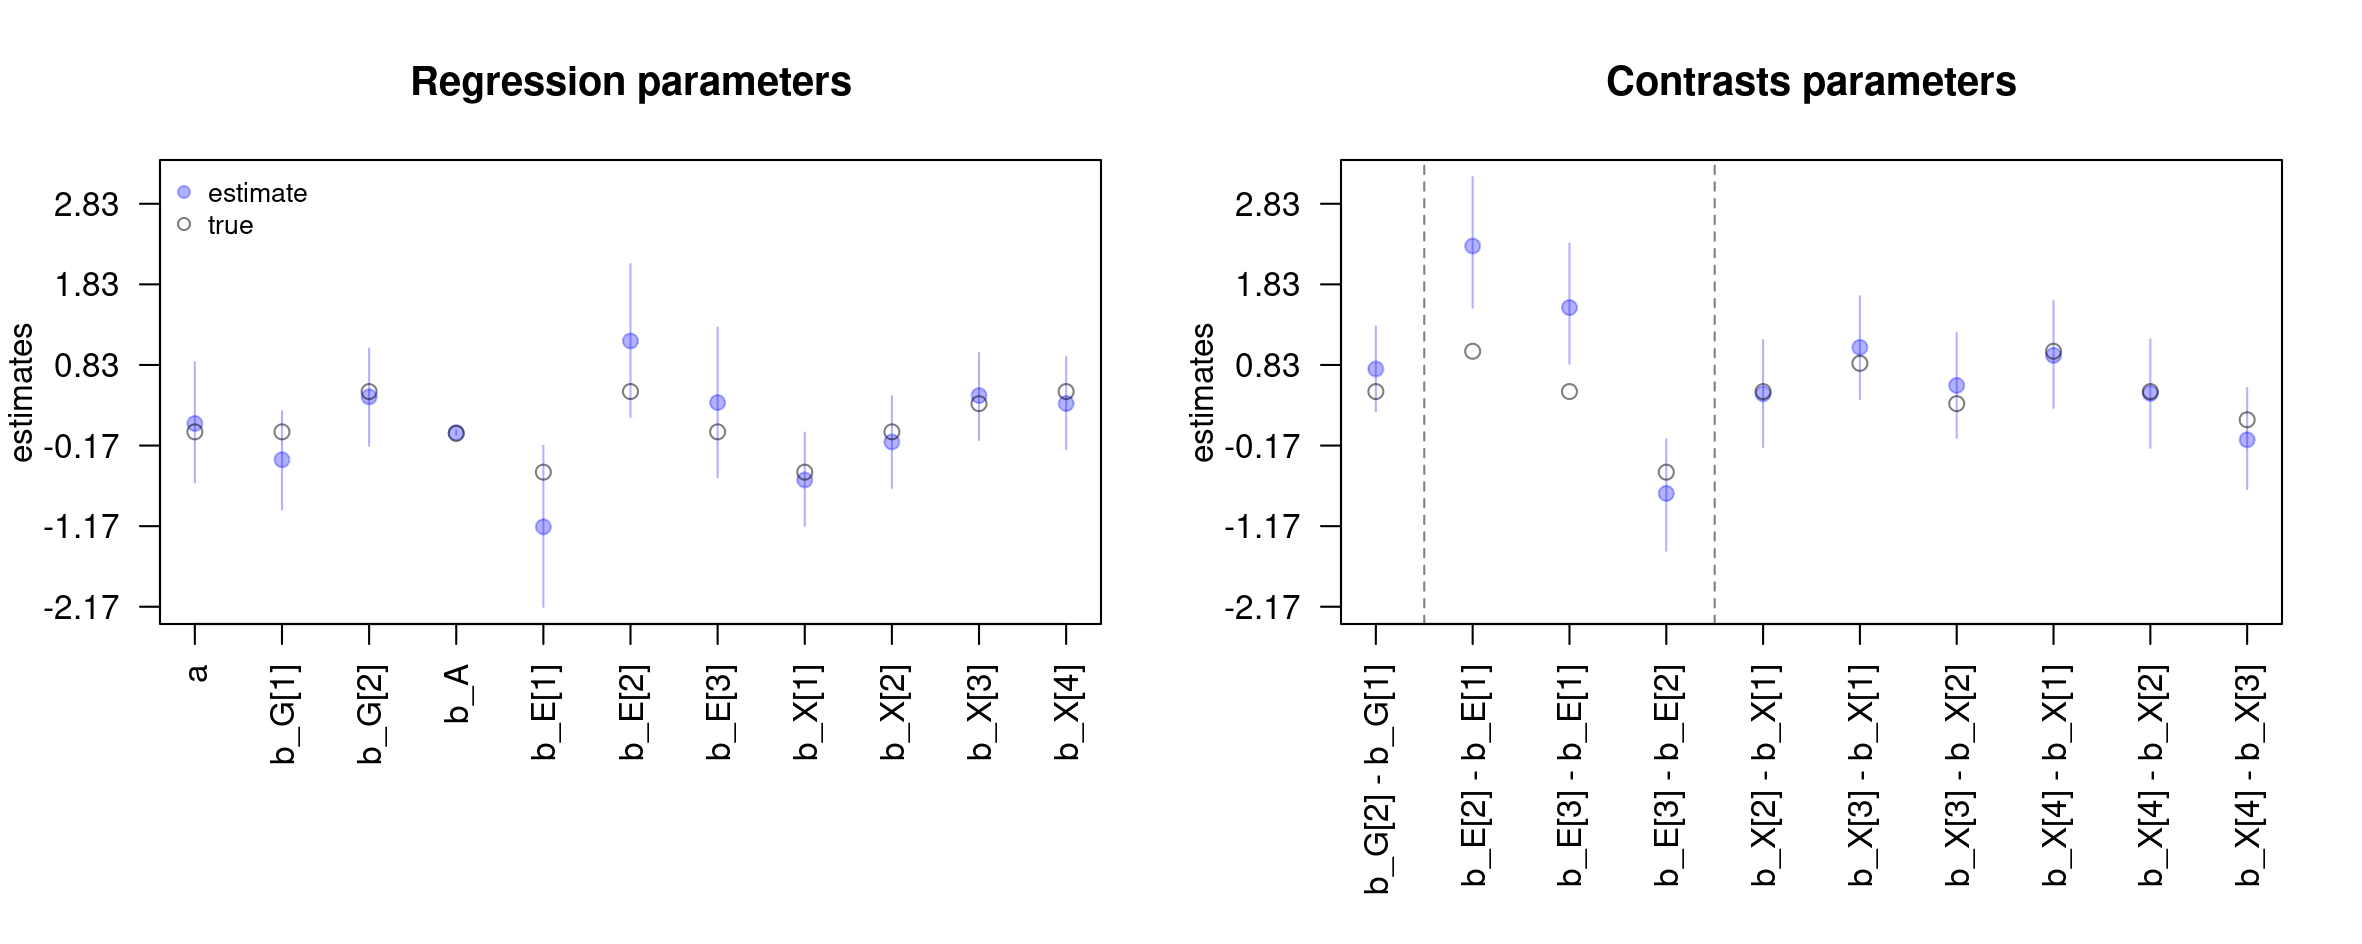 Regression parameters
estimates
2.83
1.83
0.83
-0.17
-1.17
-2.17
estimate
true
a
b_G[1]
b_G[2]
b_A
b_E[1]
b_E[2]
b_E[3]
b_X[1]
b_X[2]
b_X[3]
b_X[4]
Contrasts parameters
estimates
2.83
1.83
0.83
-0.17
-1.17
-2.17
b_G[2] - b_G[1]
b_E[2] - b_E[1]
b_E[3] - b_E[1]
b_E[3] - b_E[2]
b_X[2] - b_X[1]
b_X[3] - b_X[1]
b_X[3] - b_X[2]
b_X[4] - b_X[1]
b_X[4] - b_X[2]
b_X[4] - b_X[3]